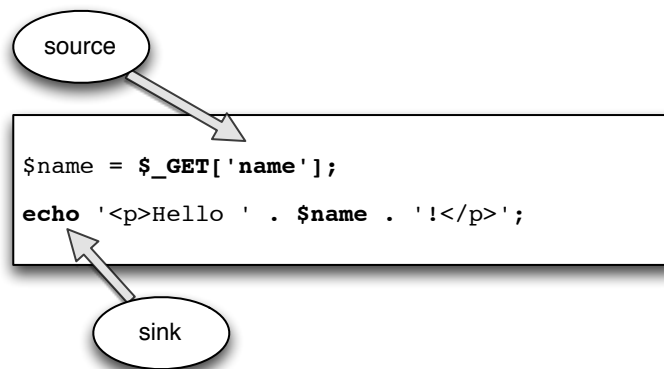 source
$name = $_GET['name'];
echo '<p>Hello ' . $name . '!</p>';
sink